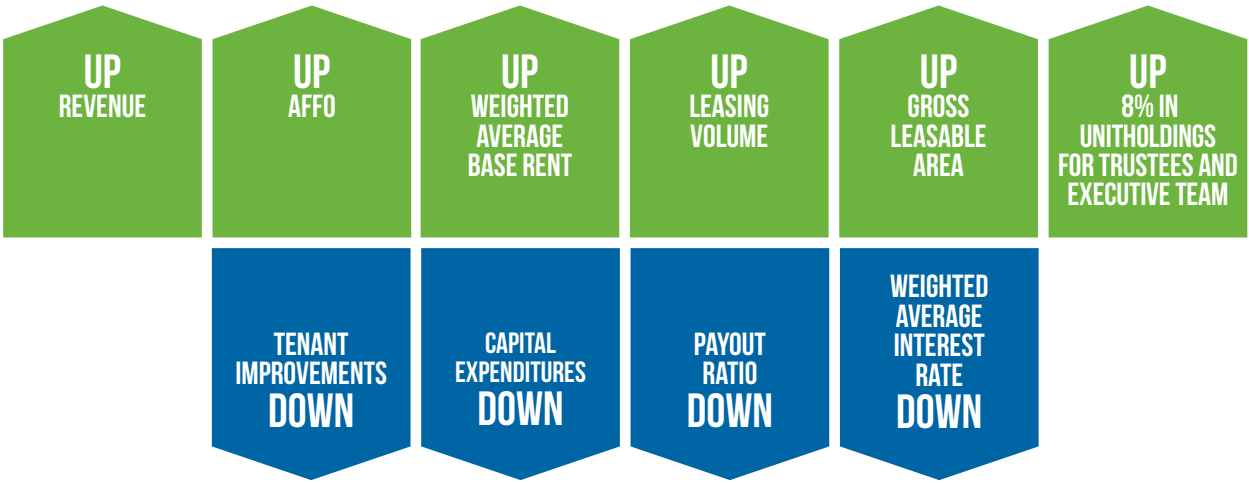 UP
REVENUE
UP
AFFO
UP
WEIGHTED
AVERAGE
BASE RENT
UP
LEASING
VOLUME
UP
GROSS
LEASABLE
AREA
UP
8% IN
UNITHOLDINGS
FOR TRUSTEES AND
EXECUTIVE TEAM
TENANT
IMPROVEMENTS
DOWN
CAPITAL
EXPENDITURES
DOWN
PAYOUT
RATIO
DOWN
WEIGHTED
AVERAGE
INTEREST
RATE
DOWN